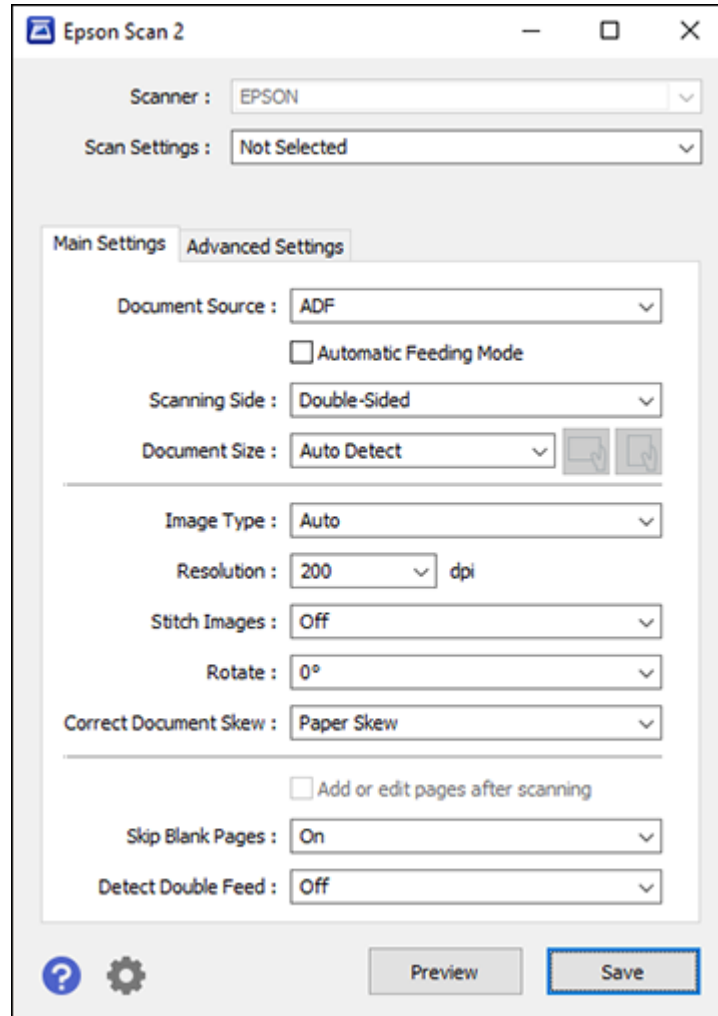 Epson Scan 2
Scanner : EPSON
Scan Settings : Not Selected
Main Settings Advanced Settings
Document Source : ADF
Automatic Feeding Mode
Scanning Side : Double-Sided
Document Size : Auto Detect
Image Type : Auto
Resolution : 200 dpi
Stitch Images : Off
Rotate : 0°
Correct Document Skew : Paper Skew
Add or edit pages after scanning
Skip Blank Pages : On
Detect Double Feed : Off
? Preview Save